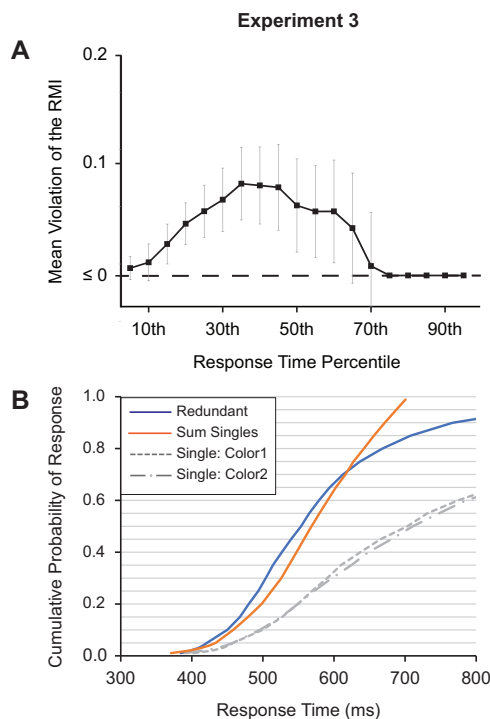 Experiment 3
A
Mean Violation of the RMI
0.2
0.1
≤ 0
10th 30th 50th 70th 90th
Response Time Percentile
B
Cumulative Probability of Response
1.0
0.8
0.6
0.4
0.2
0.0
Redundant
Sum Singles
Single: Color1
Single: Color2
300 400 500 600 700 800
Response Time (ms)